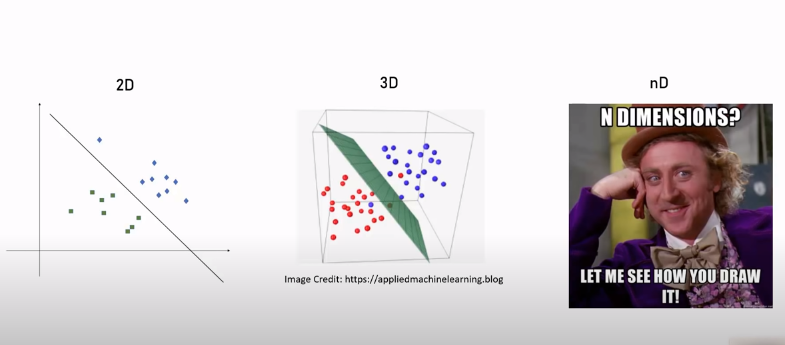 2D
3D
nD
N DIMENSIONS?
LET ME SEE HOW YOU DRAW
IT!
Image Credit: https://appliedmachinelearning.blog